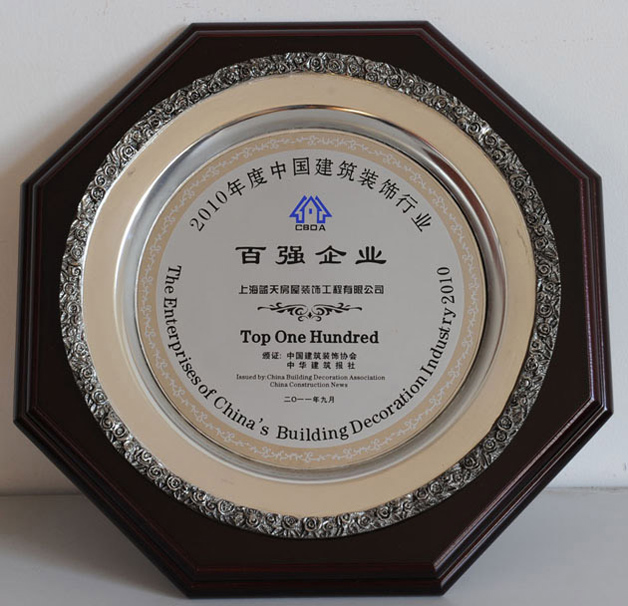 2010年度中国建筑装饰行业
CBDA
百强企业
上海蓝天房屋装饰工程有限公司
Top One Hundred
颁证: 中国建筑装饰协会
中华建筑报社
Issued by:China Building Decoration Association
China Construction News
二〇一一年九月
The Enterprises of China's Building Decoration Industry 2010